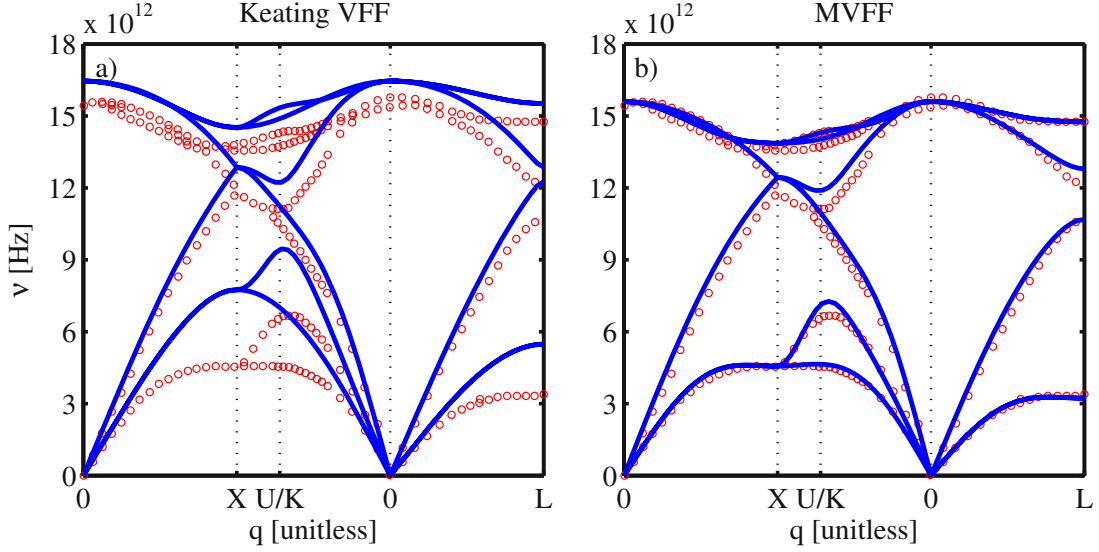 Keating VFF
x 10^12
a)
18
15
12
9
6
3
0
ν [Hz]
0 X U/K 0 L
q [unitless]
MVFF
x 10^12
b)
18
15
12
9
6
3
0
0 X U/K 0 L
q [unitless]